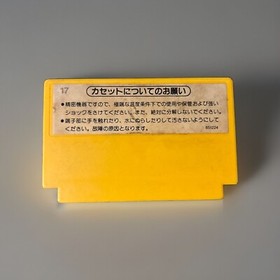 17
カセットについてのお願い
●精密機器ですので、極端な温度条件下での使用や保管および強い
ショックをさけてください。また、絶対に分解しないでください。
●端子部に手を触れたり、水にぬらしたりして汚さないようにして
ください。故障の原因となります。